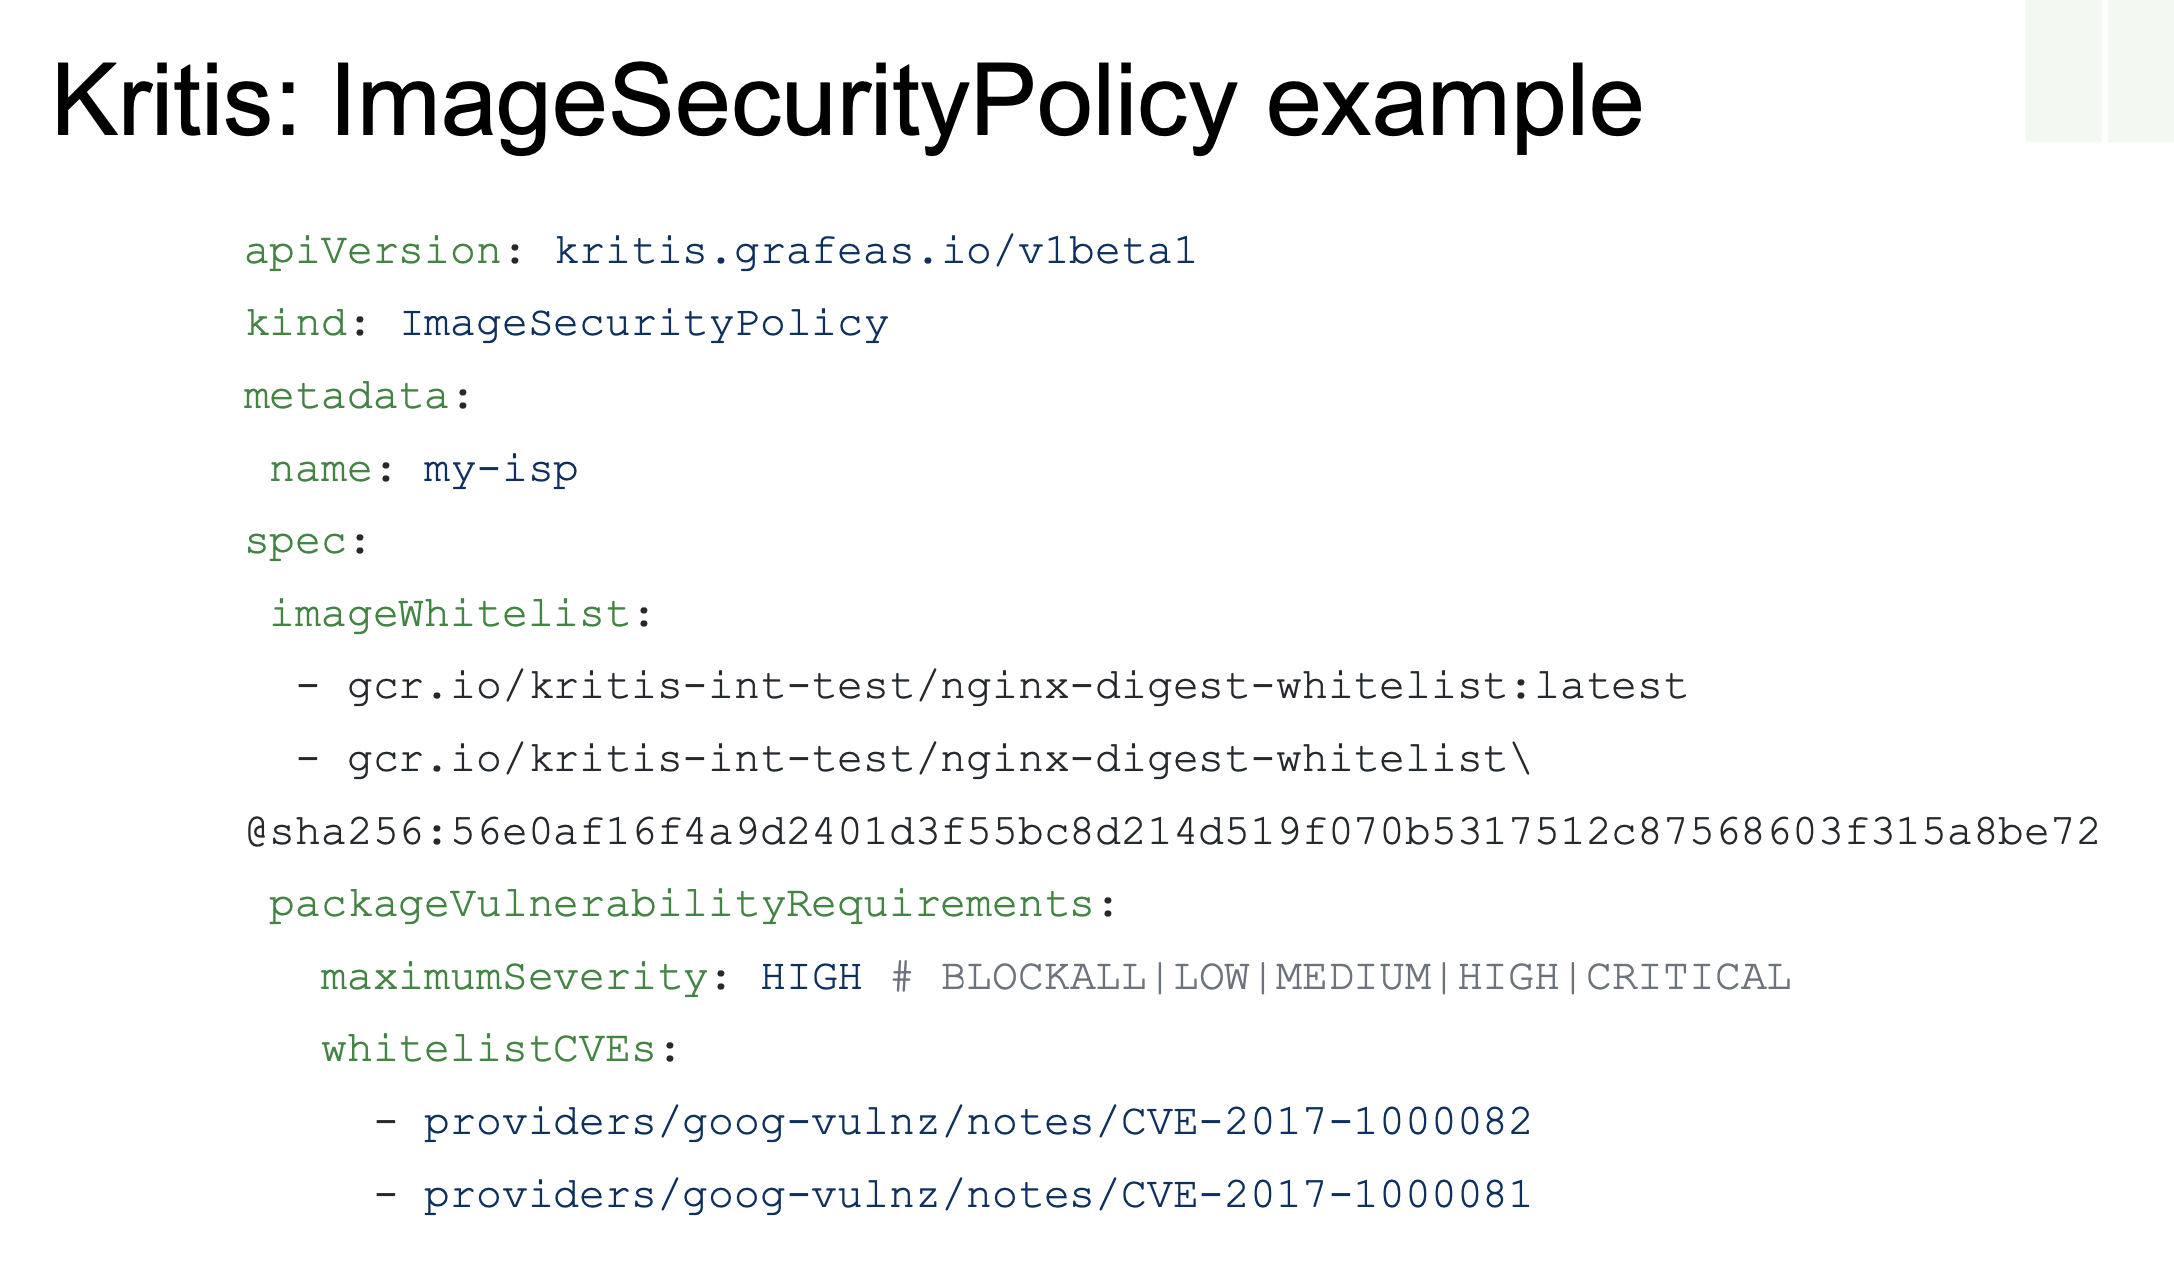 Kritis: ImageSecurityPolicy example
apiVersion: kritis.grafeas.io/v1beta1
kind: ImageSecurityPolicy
metadata:
 name: my-isp
spec:
 imageWhitelist:
  - gcr.io/kritis-int-test/nginx-digest-whitelist:latest
  - gcr.io/kritis-int-test/nginx-digest-whitelist\
@sha256:56e0af16f4a9d2401d3f55bc8d214d519f070b5317512c87568603f315a8be72
 packageVulnerabilityRequirements:
   maximumSeverity: HIGH # BLOCKALL|LOW|MEDIUM|HIGH|CRITICAL
   whitelistCVEs:
     - providers/goog-vulnz/notes/CVE-2017-1000082
     - providers/goog-vulnz/notes/CVE-2017-1000081